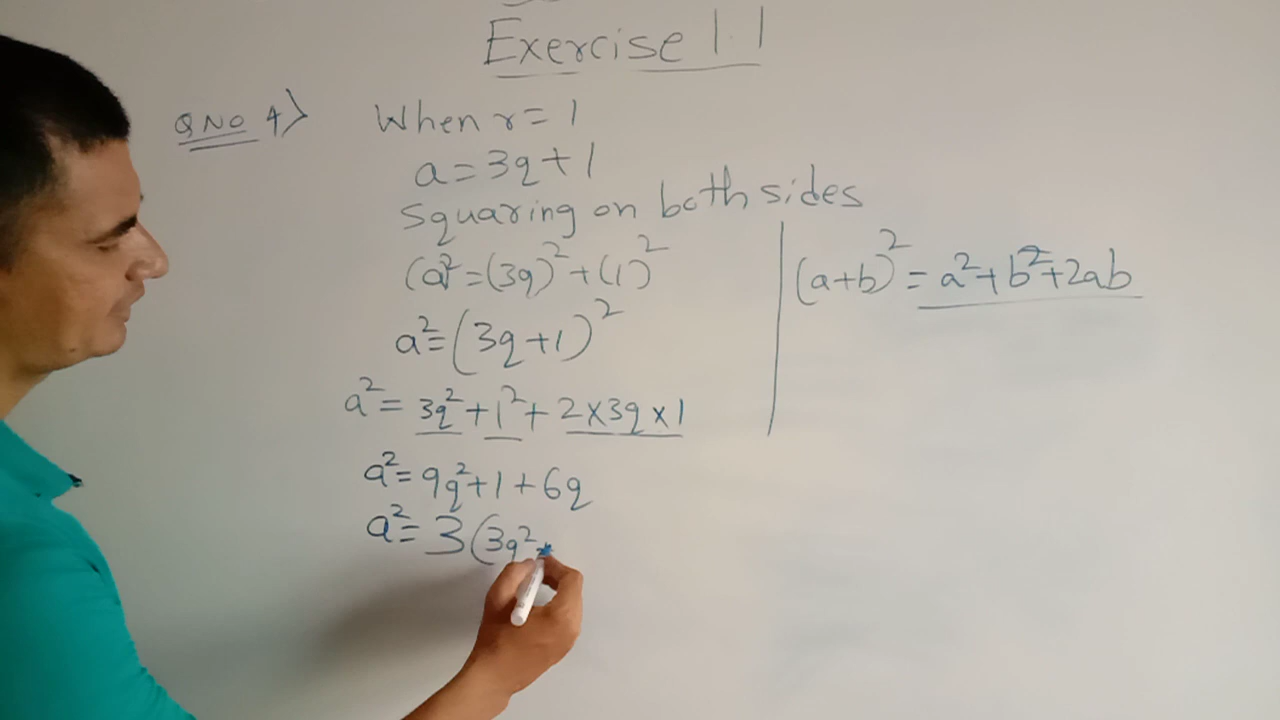 Exercise 1.1
QNO 4) When r = 1
a = 3q + 1
Squaring on both sides
(a)² = (3q)² + (1)²
(a+b)² = a² + b² + 2ab
a² = (3q + 1)²
a² = 3q² + 1² + 2×3q×1
a² = 9q² + 1 + 6q
a² = 3(3q²